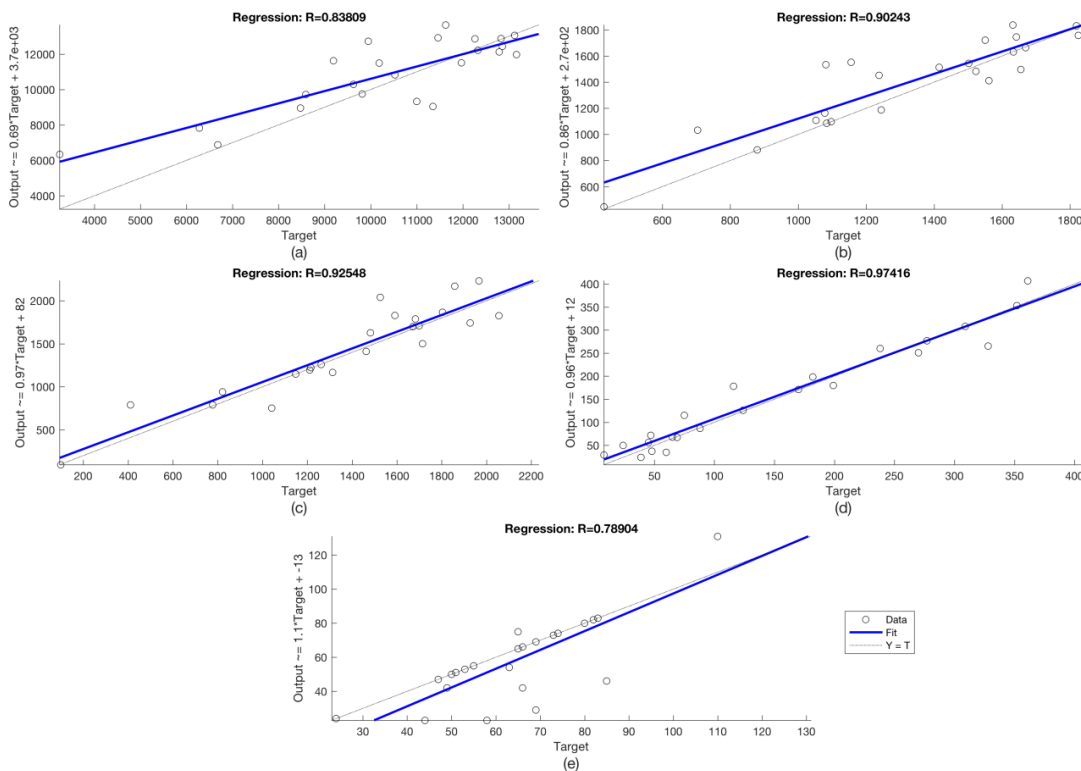 Regression: R=0.83809
Output ~= 0.69*Target + 3.7e+03
12000
10000
8000
6000
4000
4000 5000 6000 7000 8000 9000 10000 11000 12000 13000
Target
(a)
Regression: R=0.90243
Output ~= 0.86*Target + 2.7e+02
1800
1600
1400
1200
1000
800
600
600 800 1000 1200 1400 1600 1800
Target
(b)
Regression: R=0.92548
Output ~= 0.97*Target + 82
2000
1500
1000
500
200 400 600 800 1000 1200 1400 1600 1800 2000 2200
Target
(c)
Regression: R=0.97416
Output ~= 0.96*Target + 12
400
350
300
250
200
150
100
50
50 100 150 200 250 300 350 400
Target
(d)
Regression: R=0.78904
Output ~= 1.1*Target + -13
120
100
80
60
40
30 40 50 60 70 80 90 100 110 120 130
Target
(e)
Data
Fit
Y = T